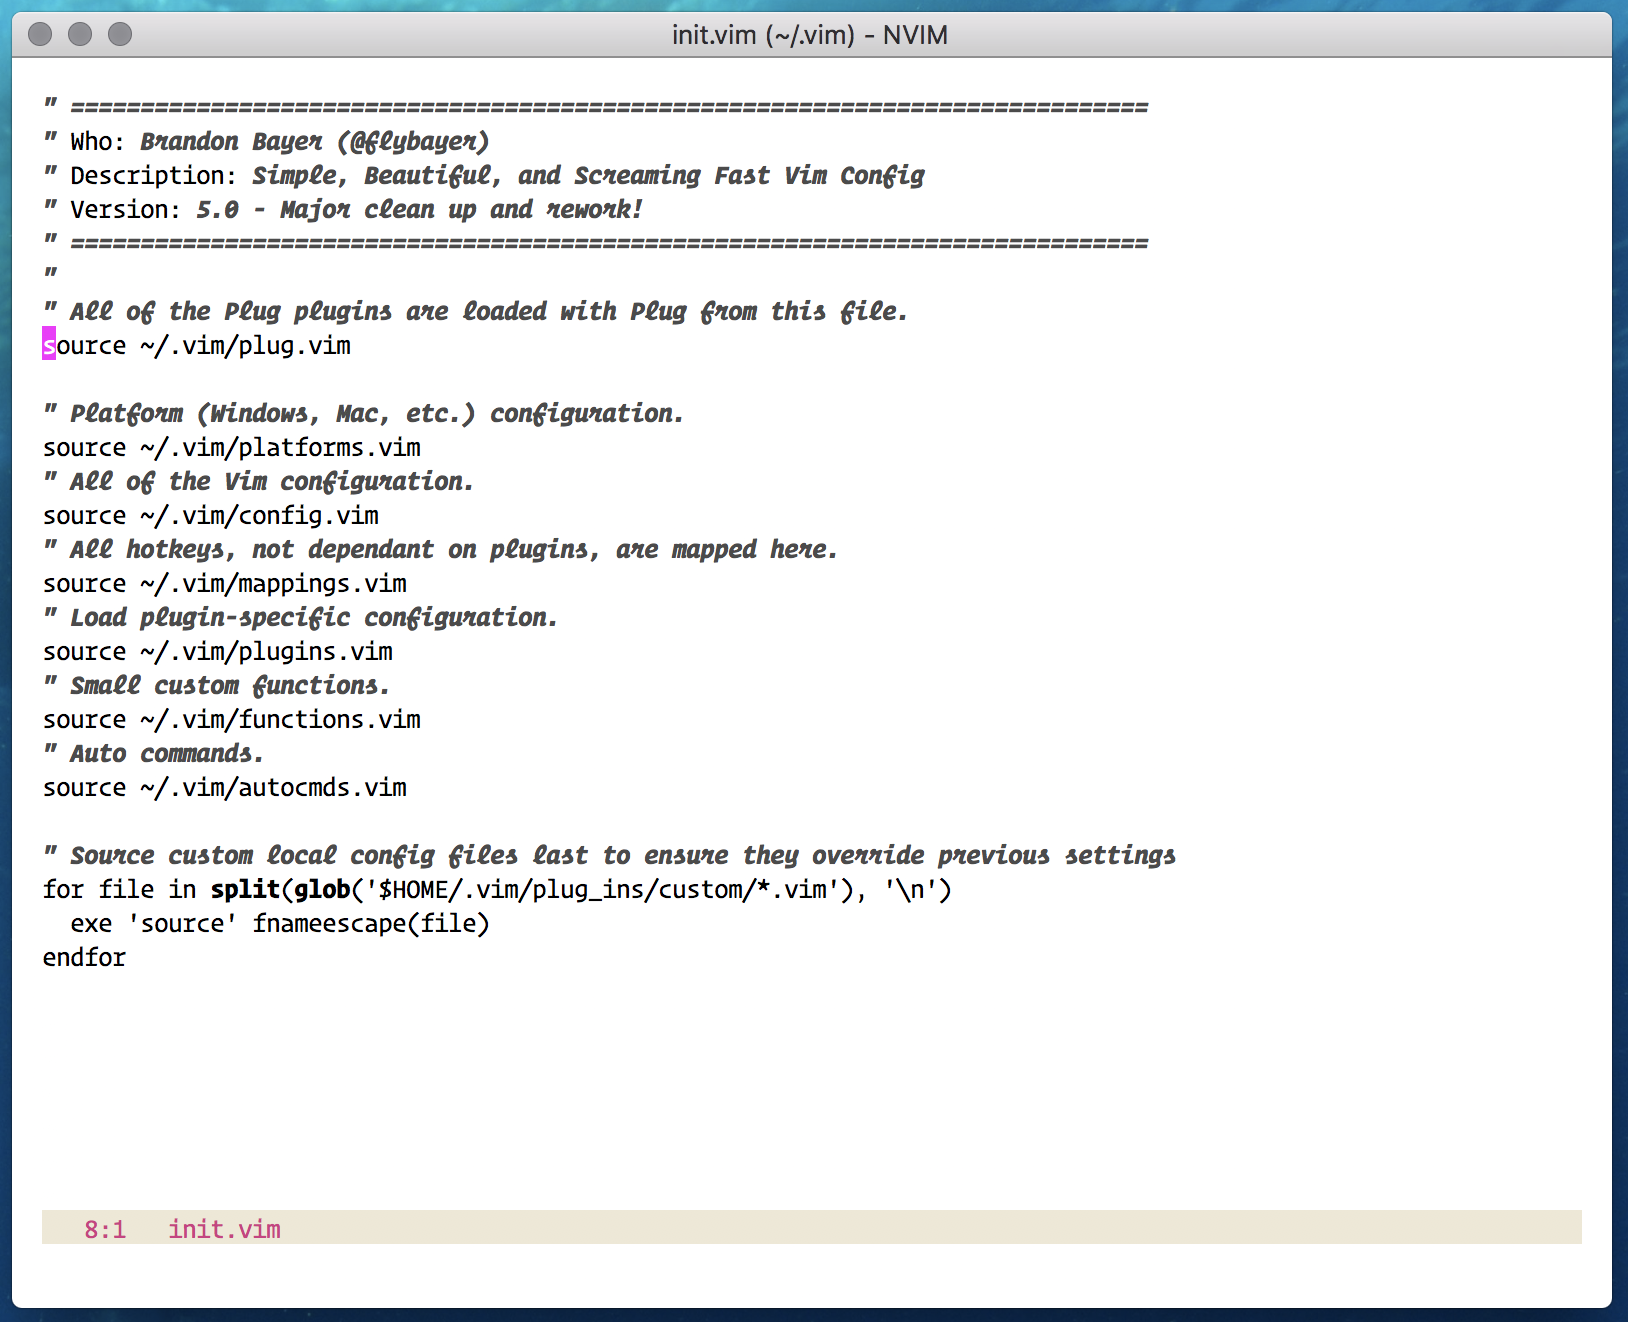 init.vim (~/.vim) - NVIM
" =============================================================================
" Who: Brandon Bayer (@flybayer)
" Description: Simple, Beautiful, and Screaming Fast Vim Config
" Version: 5.0 - Major clean up and rework!
" =============================================================================
"
" All of the Plug plugins are loaded with Plug from this file.
source ~/.vim/plug.vim
" Platform (Windows, Mac, etc.) configuration.
source ~/.vim/platforms.vim
" All of the Vim configuration.
source ~/.vim/config.vim
" All hotkeys, not dependant on plugins, are mapped here.
source ~/.vim/mappings.vim
" Load plugin-specific configuration.
source ~/.vim/plugins.vim
" Small custom functions.
source ~/.vim/functions.vim
" Auto commands.
source ~/.vim/autocmds.vim
" Source custom local config files last to ensure they override previous settings
for file in split(glob('$HOME/.vim/plug_ins/custom/*.vim'), '\n')
  exe 'source' fnameescape(file)
endfor
8:1 init.vim